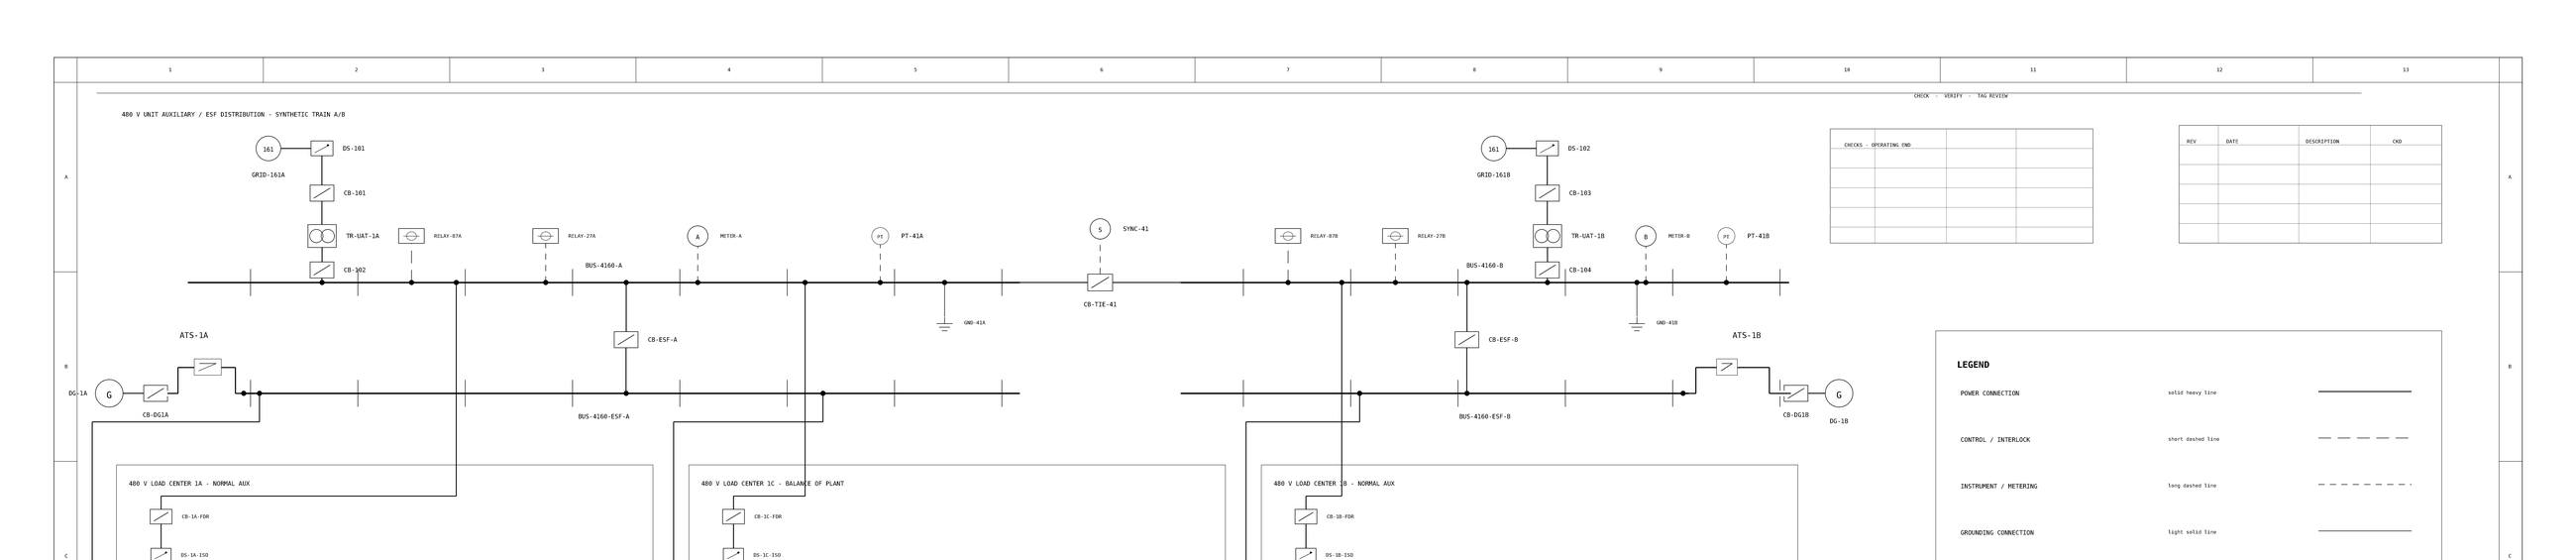 1 2 3 4 5 6 7 8 9 10 11 12 13
CHECK - VERIFY - TAG REVIEW
480 V UNIT AUXILIARY / ESF DISTRIBUTION - SYNTHETIC TRAIN A/B
CHECKS - OPERATING END
REV DATE DESCRIPTION CKD
161 DS-101
161 DS-102
GRID-161A
GRID-161B
A A
CB-101
CB-103
SYNC-41
S
TR-UAT-1A RELAY-87A RELAY-27A A METER-A PT PT-41A
RELAY-87B RELAY-27B TR-UAT-1B B METER-B PT PT-41B
CB-102 BUS-4160-A
BUS-4160-B CB-104
CB-TIE-41
GND-41A
GND-41B
ATS-1A
ATS-1B
CB-ESF-A
CB-ESF-B
LEGEND
B B
DG-1A G
G
POWER CONNECTION solid heavy line
CB-DG1A BUS-4160-ESF-A
BUS-4160-ESF-B CB-DG1B
DG-1B
CONTROL / INTERLOCK short dashed line
480 V LOAD CENTER 1A - NORMAL AUX
480 V LOAD CENTER 1C - BALANCE OF PLANT
480 V LOAD CENTER 1B - NORMAL AUX
INSTRUMENT / METERING long dashed line
CB-1A-FDR
CB-1C-FDR
CB-1B-FDR
GROUNDING CONNECTION light solid line
DS-1A-ISO
DS-1C-ISO
DS-1B-ISO
C C